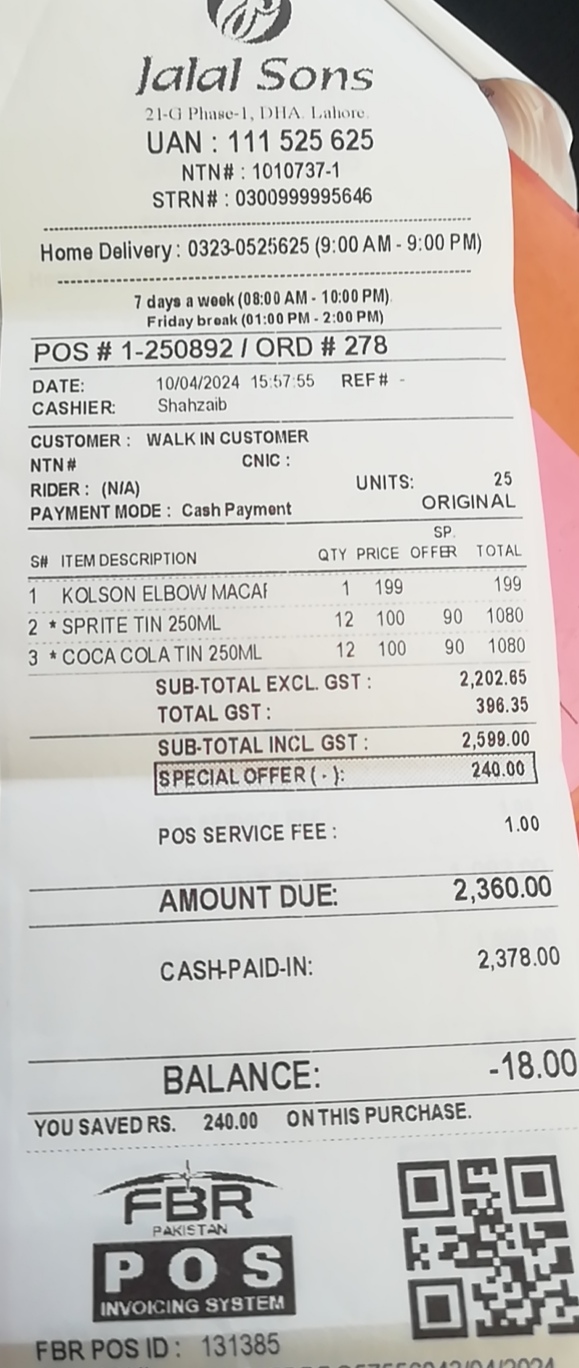 Jalal Sons
21-G Phase-1, DHA. Lahore.
UAN : 111 525 625
NTN# : 1010737-1
STRN# : 0300999995646
Home Delivery : 0323-0525625 (9:00 AM - 9:00 PM)
7 days a week (08:00 AM - 10:00 PM)
Friday break (01:00 PM - 2:00 PM)
POS # 1-250892 / ORD # 278
DATE: 10/04/2024 15:57:55 REF# -
CASHIER: Shahzaib
CUSTOMER : WALK IN CUSTOMER
NTN# CNIC :
RIDER : (N/A) UNITS: 25
PAYMENT MODE : Cash Payment ORIGINAL
S# ITEM DESCRIPTION QTY PRICE SP. OFFER TOTAL
1 KOLSON ELBOW MACAR 1 199 199
2 * SPRITE TIN 250ML 12 100 90 1080
3 * COCA COLA TIN 250ML 12 100 90 1080
SUB-TOTAL EXCL. GST : 2,202.65
TOTAL GST : 396.35
SUB-TOTAL INCL GST : 2,599.00
SPECIAL OFFER ( - ): 240.00
POS SERVICE FEE : 1.00
AMOUNT DUE: 2,360.00
CASH-PAID-IN: 2,378.00
BALANCE: -18.00
YOU SAVED RS. 240.00 ON THIS PURCHASE.
FBR
PAKISTAN
POS
INVOICING SYSTEM
FBR POS ID : 131385